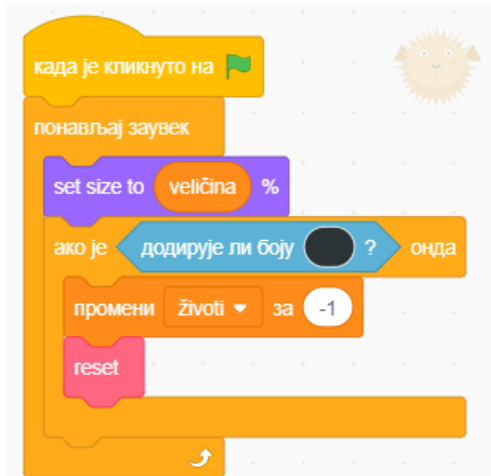 када је кликнуто на
понављај заувек
set size to veličina %
ако је додирује ли боју ? онда
промени životi за -1
reset